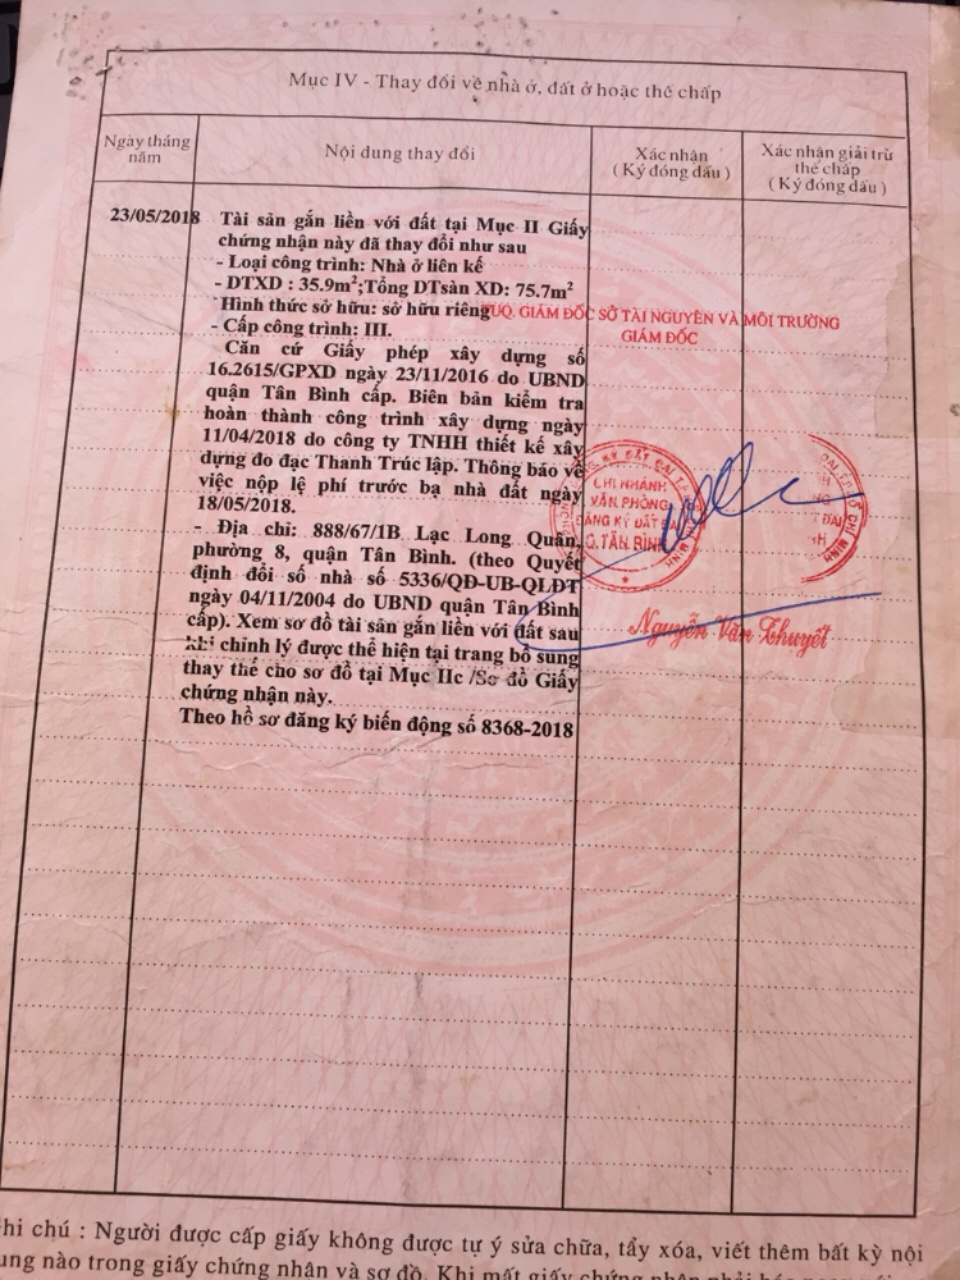 Mục IV - Thay đổi về nhà ở, đất ở hoặc thế chấp
Ngày tháng năm
Nội dung thay đổi
Xác nhận
( Ký đóng dấu )
Xác nhận giải trừ
thế chấp
( Ký đóng dấu )
23/05/2018
Tài sản gắn liền với đất tại Mục II Giấy
chứng nhận này đã thay đổi như sau
- Loại công trình: Nhà ở liên kế
- DTXD : 35.9m²;Tổng DTsàn XD: 75.7m²
Hình thức sở hữu: sở hữu riêng
- Cấp công trình: III.
Căn cứ Giấy phép xây dựng số
16.2615/GPXD ngày 23/11/2016 do UBND
quận Tân Bình cấp. Biên bản kiểm tra
hoàn thành công trình xây dựng ngày
11/04/2018 do công ty TNHH thiết kế xây
dựng đo đạc Thanh Trúc lập. Thông báo về
việc nộp lệ phí trước bạ nhà đất ngày
18/05/2018.
- Địa chỉ: 888/67/1B Lạc Long Quân,
phường 8, quận Tân Bình. (theo Quyết
định đổi số nhà số 5336/QĐ-UB-QLĐT
ngày 04/11/2004 do UBND quận Tân Bình
cấp). Xem sơ đồ tài sản gắn liền với đất sau
khi chỉnh lý được thể hiện tại trang bổ sung
thay thế cho sơ đồ tại Mục IIc /Sơ đồ Giấy
chứng nhận này.
Theo hồ sơ đăng ký biến động số 8368-2018
TUQ. GIÁM ĐỐC SỞ TÀI NGUYÊN VÀ MÔI TRƯỜNG
GIÁM ĐỐC
CHI NHÁNH
VĂN PHÒNG
ĐĂNG KÝ ĐẤT ĐAI
Q. TÂN BÌNH
Nguyễn Văn Thuyết
hi chú : Người được cấp giấy không được tự ý sửa chữa, tẩy xóa, viết thêm bất kỳ nội
ung nào trong giấy chứng nhận và sơ đồ. Khi mất giấy chứng nhận phải